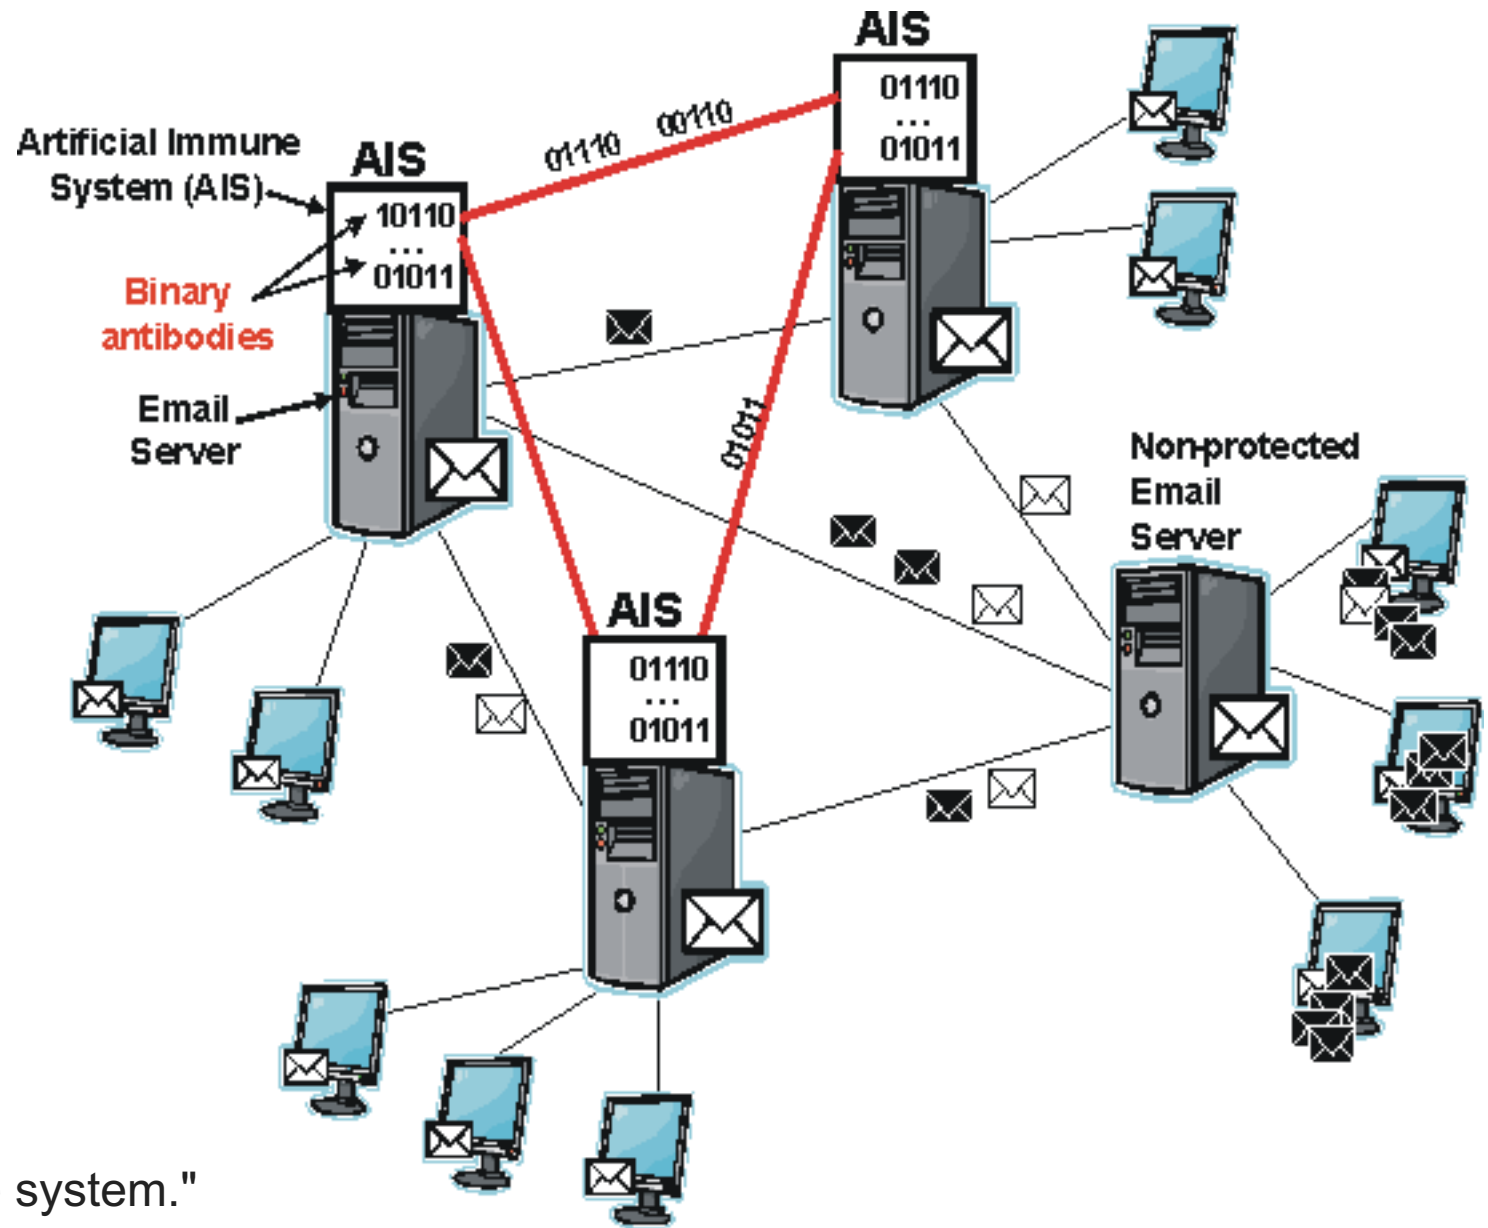 AIS
01110
...
01011
01110 00110
Artificial Immune
System (AIS)
AIS
10110
...
01011
Binary
antibodies
Email
Server
01011
Non-protected
Email
Server
AIS
01110
...
01011
system."